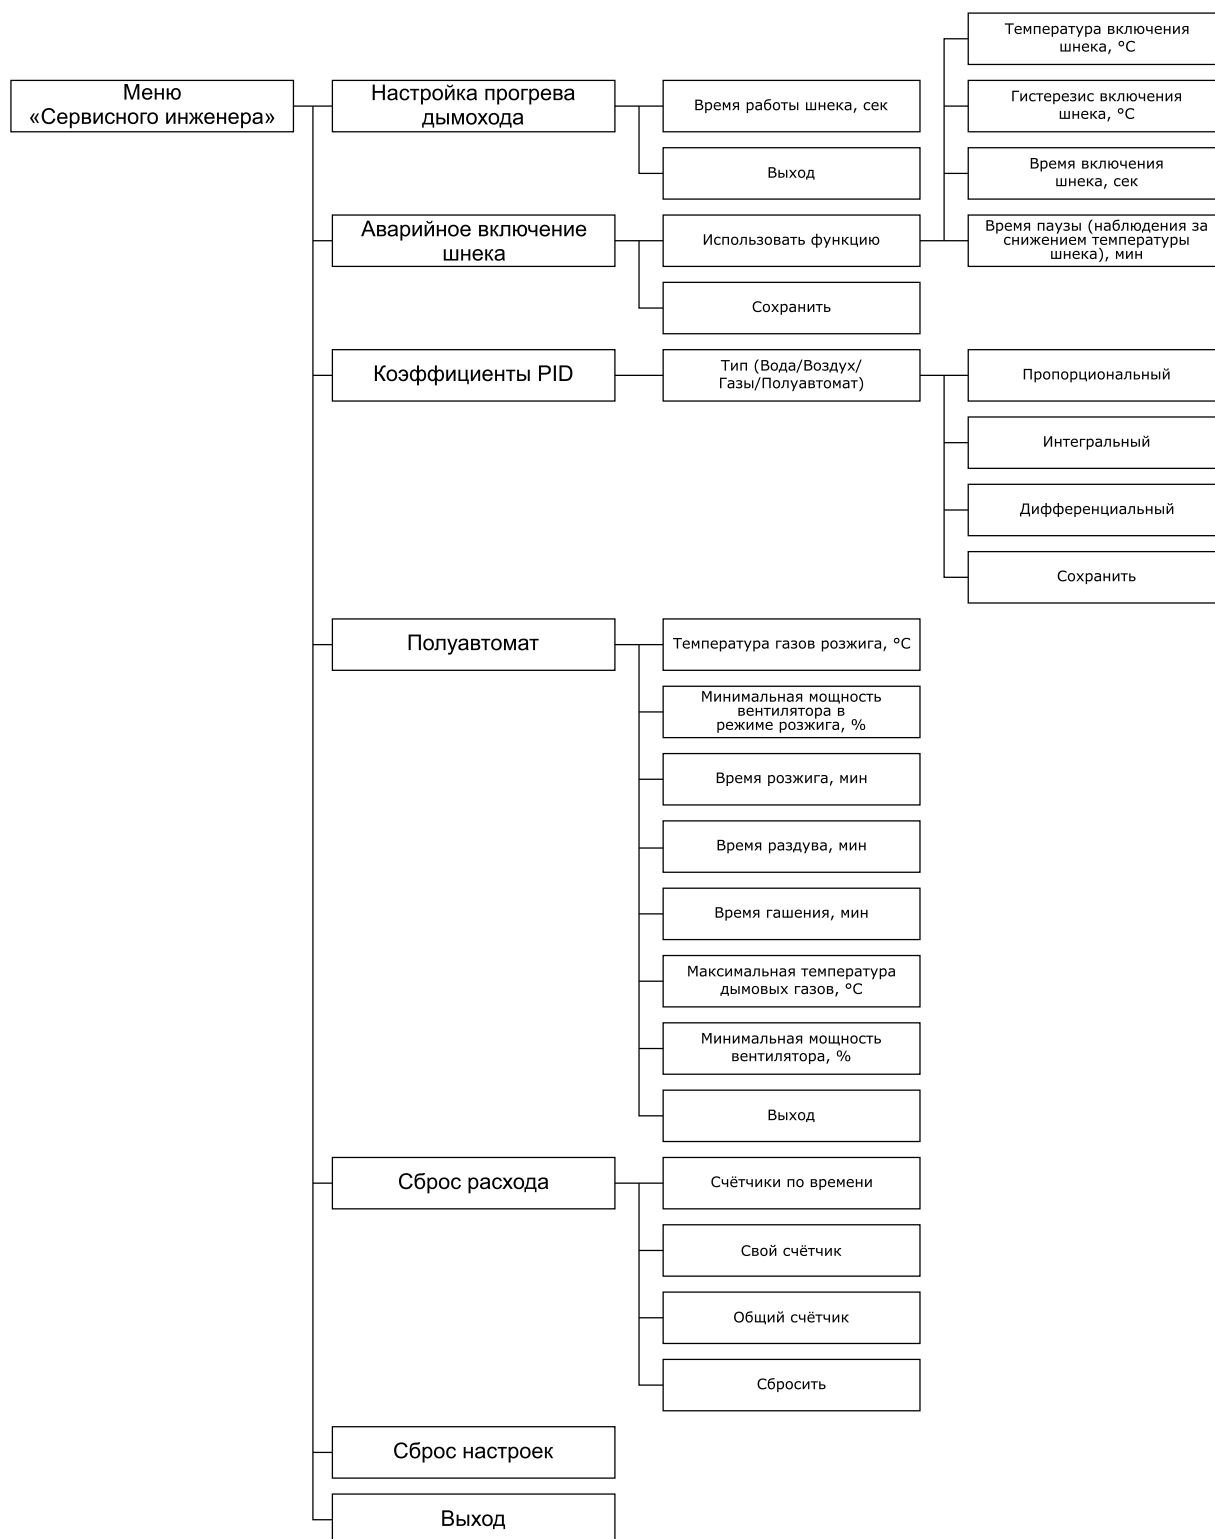 Меню
«Сервисного инженера»
Настройка прогрева
дымохода
Время работы шнека, сек
Выход
Аварийное включение
шнека
Использовать функцию
Температура включения
шнека, °С
Гистерезис включения
шнека, °С
Время включения
шнека, сек
Время паузы (наблюдения за
снижением температуры
шнека), мин
Сохранить
Коэффициенты PID
Тип (Вода/Воздух/
Газы/Полуавтомат)
Пропорциональный
Интегральный
Дифференциальный
Сохранить
Полуавтомат
Температура газов розжига, °С
Минимальная мощность
вентилятора в
режиме розжига, %
Время розжига, мин
Время раздува, мин
Время гашения, мин
Максимальная температура
дымовых газов, °С
Минимальная мощность
вентилятора, %
Выход
Сброс расхода
Счётчики по времени
Свой счётчик
Общий счётчик
Сбросить
Сброс настроек
Выход